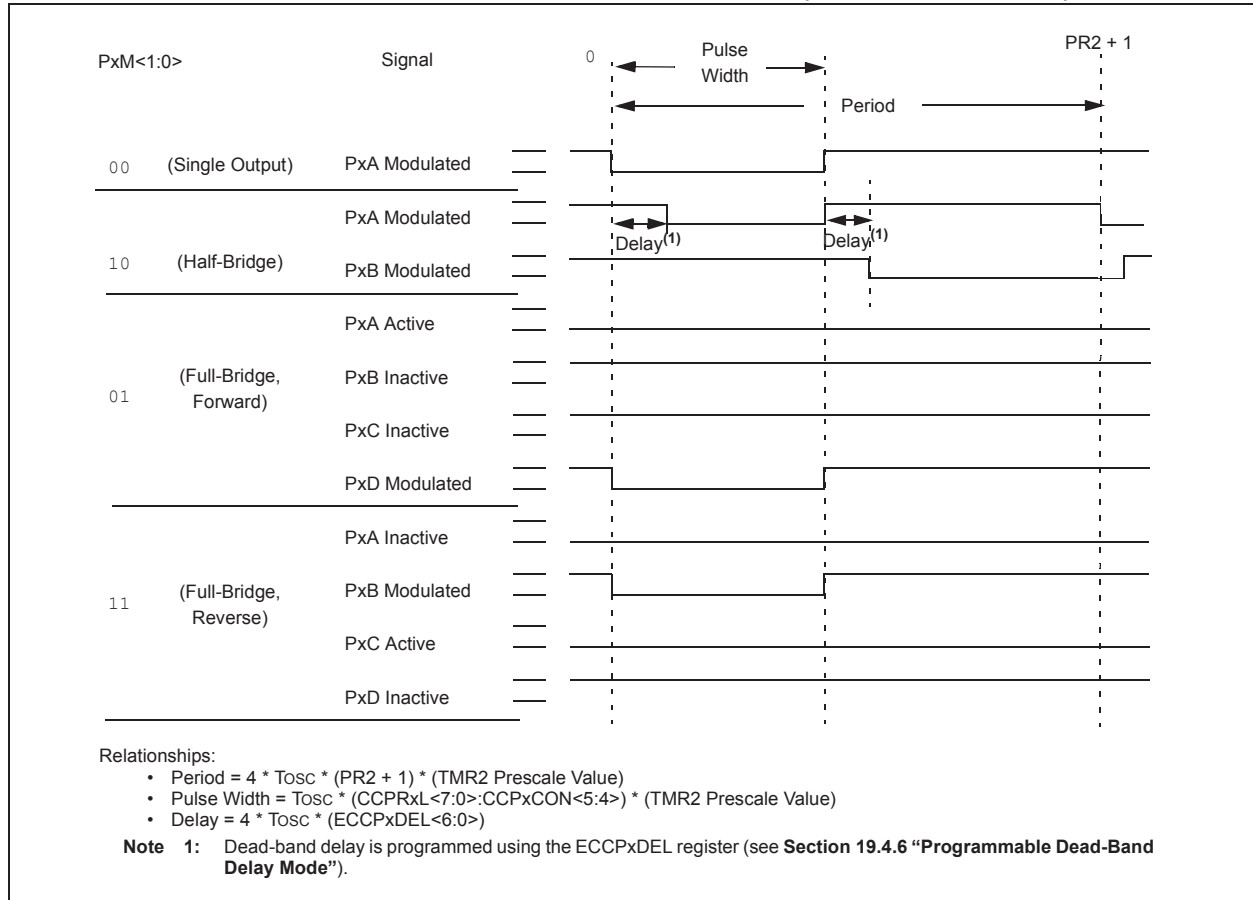 PxM<1:0>
Signal
0
Pulse
Width
PR2 + 1
Period
00
(Single Output)
PxA Modulated
PxA Modulated
Delay(1)
Delay(1)
10
(Half-Bridge)
PxB Modulated
PxA Active
01
(Full-Bridge,
Forward)
PxB Inactive
PxC Inactive
PxD Modulated
PxA Inactive
11
(Full-Bridge,
Reverse)
PxB Modulated
PxC Active
PxD Inactive
Relationships:
• Period = 4 * TOSC * (PR2 + 1) * (TMR2 Prescale Value)
• Pulse Width = TOSC * (CCPRxL<7:0>:CCPxCON<5:4>) * (TMR2 Prescale Value)
• Delay = 4 * TOSC * (ECCPxDEL<6:0>)
Note 1: Dead-band delay is programmed using the ECCPxDEL register (see Section 19.4.6 “Programmable Dead-Band
Delay Mode”).